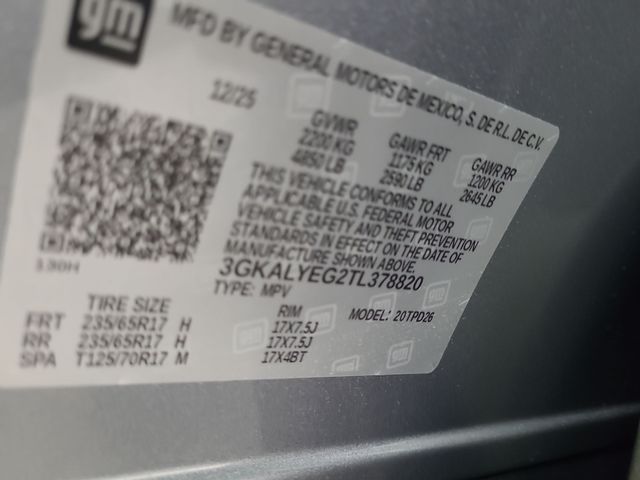 gm
MFD BY GENERAL MOTORS DE MEXICO, S. DE R.L. DE C.V.
12/25
GVWR GAWR FRT GAWR RR
2200 KG 1175 KG 1200 KG
4850 LB 2590 LB 2645 LB
THIS VEHICLE CONFORMS TO ALL
APPLICABLE U.S. FEDERAL MOTOR
VEHICLE SAFETY AND THEFT PREVENTION
STANDARDS IN EFFECT ON THE DATE OF
MANUFACTURE SHOWN ABOVE.
3GKALYEG2TL378820
TYPE: MPV MODEL: 20TPD26
TIRE SIZE RIM
FRT 235/65R17 H 17X7.5J
RR 235/65R17 H 17X7.5J
SPA T125/70R17 M 17X4BT